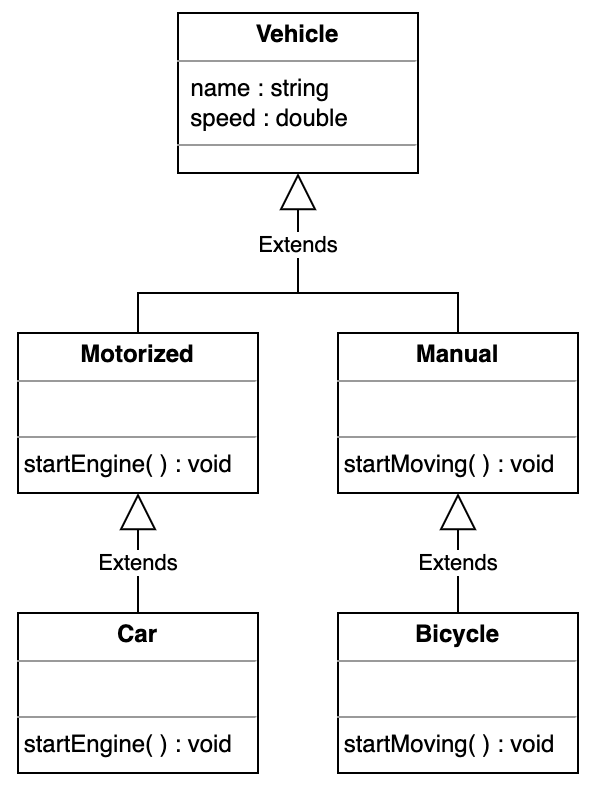 Vehicle
name : string
speed : double
Extends
Motorized
startEngine( ) : void
Manual
startMoving( ) : void
Extends
Extends
Car
startEngine( ) : void
Bicycle
startMoving( ) : void